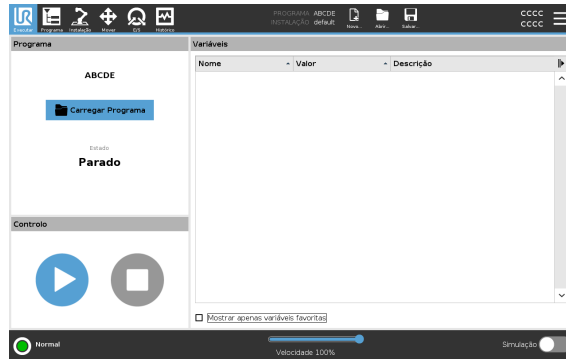 UR
Executar
Programa
Instalação
Mover
E/S
Histórico
PROGRAMA ABCDE
INSTALAÇÃO default
Novo...
Abrir...
Salvar...
CCCC
CCCC
Programa
ABCDE
Carregar Programa
Estado
Parado
Controlo
Variáveis
Nome
Valor
Descrição
Mostrar apenas variáveis favoritas
Normal
Velocidade 100%
Simulação